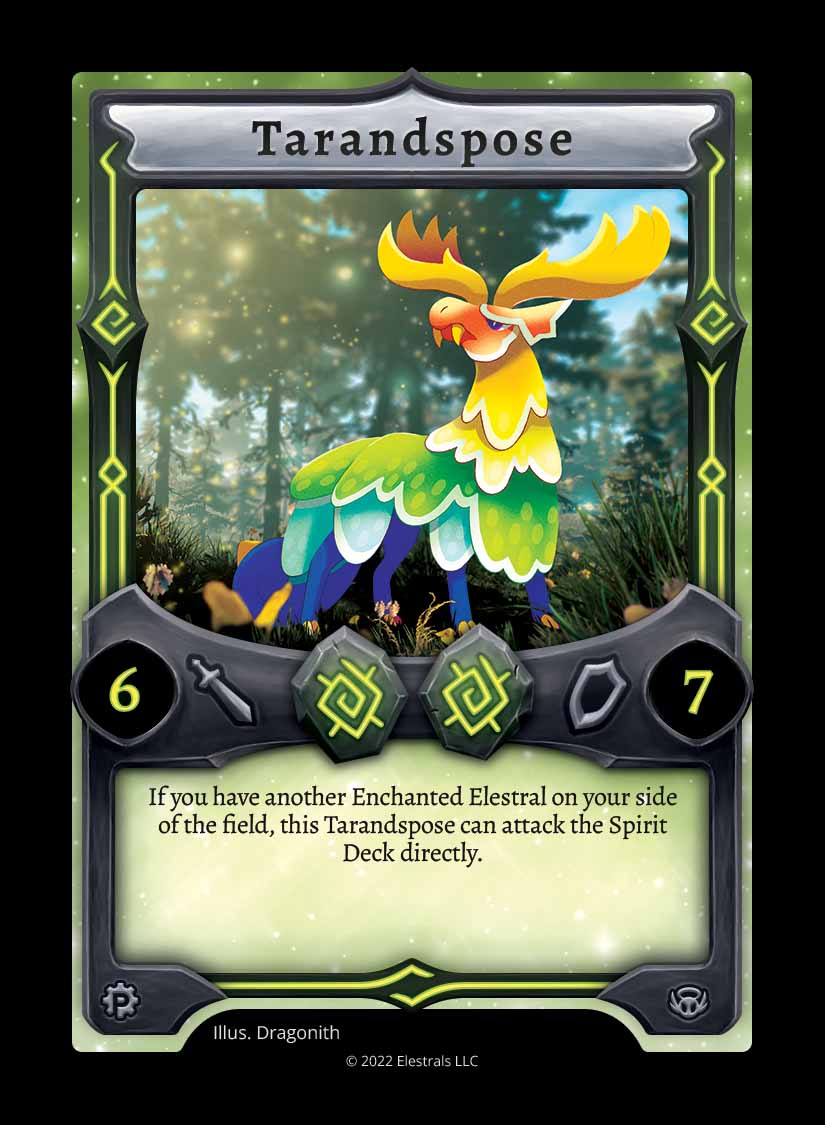 Tarandspose
6
7
If you have another Enchanted Elestral on your side
of the field, this Tarandspose can attack the Spirit
Deck directly.
P
Illus. Dragonith
© 2022 Elestrals LLC